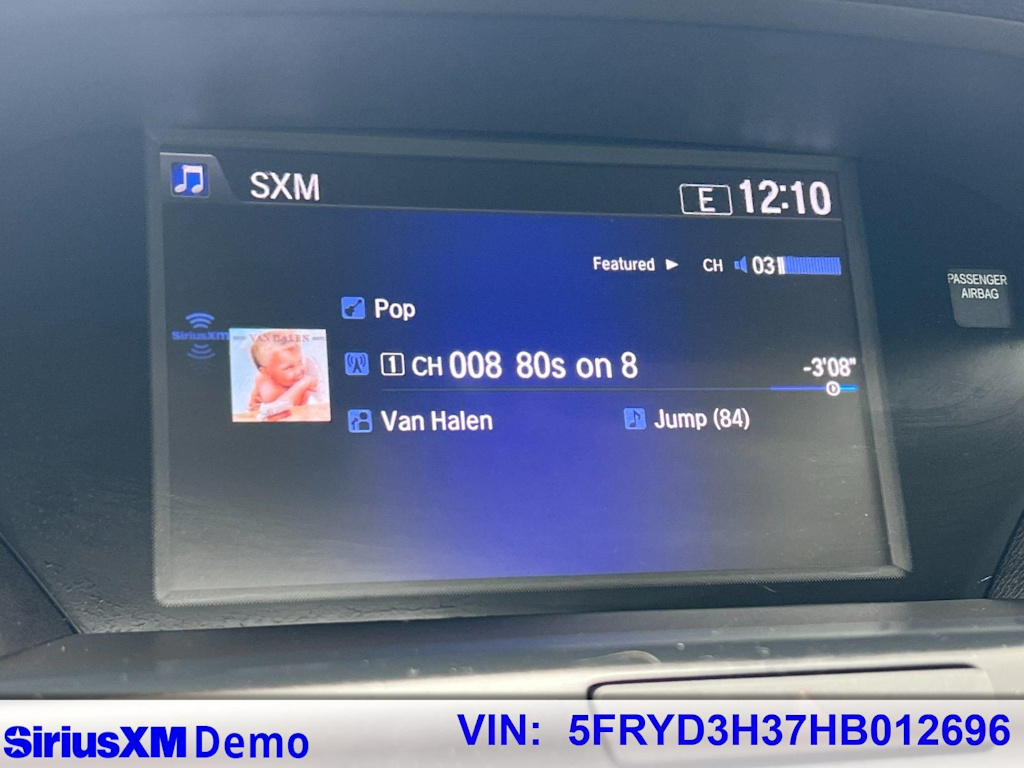 SXM
E 12:10
Featured ► CH 03
Pop
SiriusXM
VAN HALEN
1 CH 008 80s on 8
-3'08"
Van Halen
Jump (84)
PASSENGER
AIRBAG
SiriusXM Demo
VIN: 5FRYD3H37HB012696